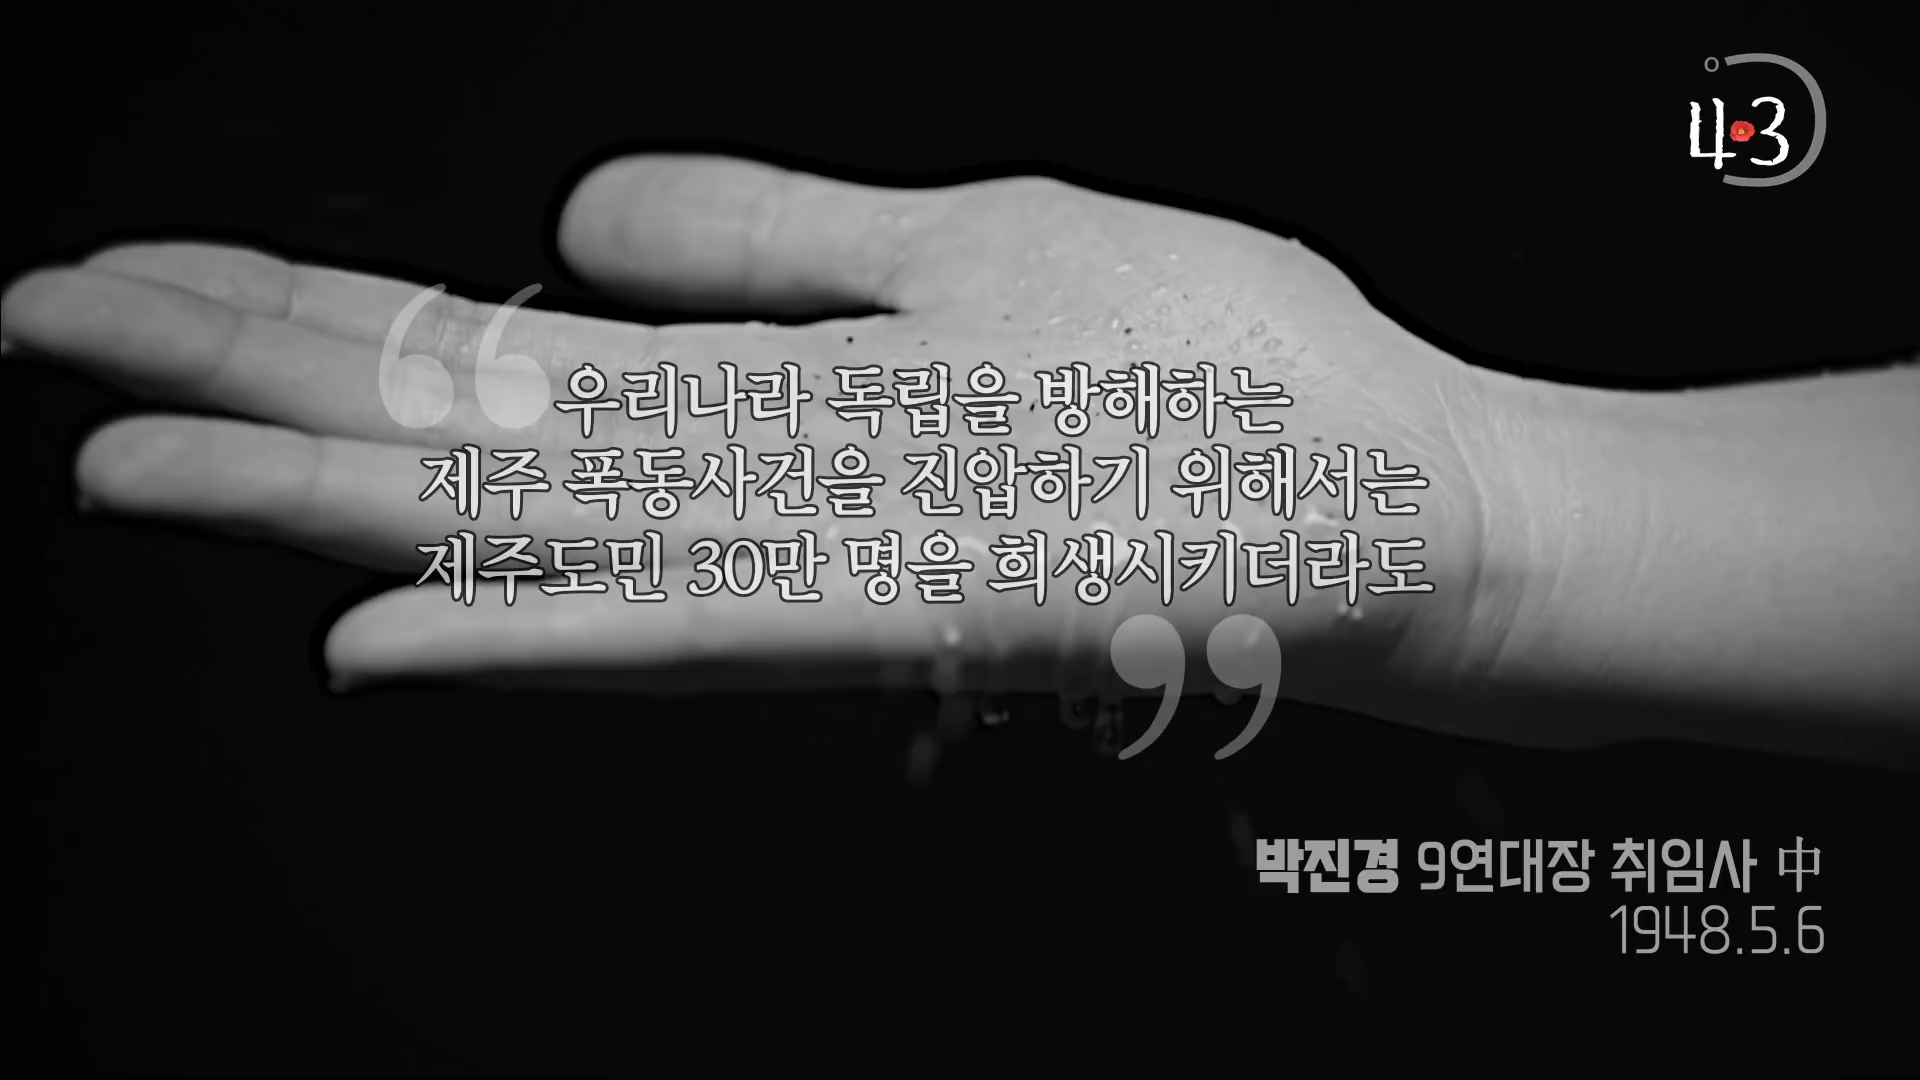 4·3
“우리나라 독립을 방해하는
제주 폭동사건을 진압하기 위해서는
제주도민 30만 명을 희생시키더라도”
박진경 9연대장 취임사 中
1948.5.6